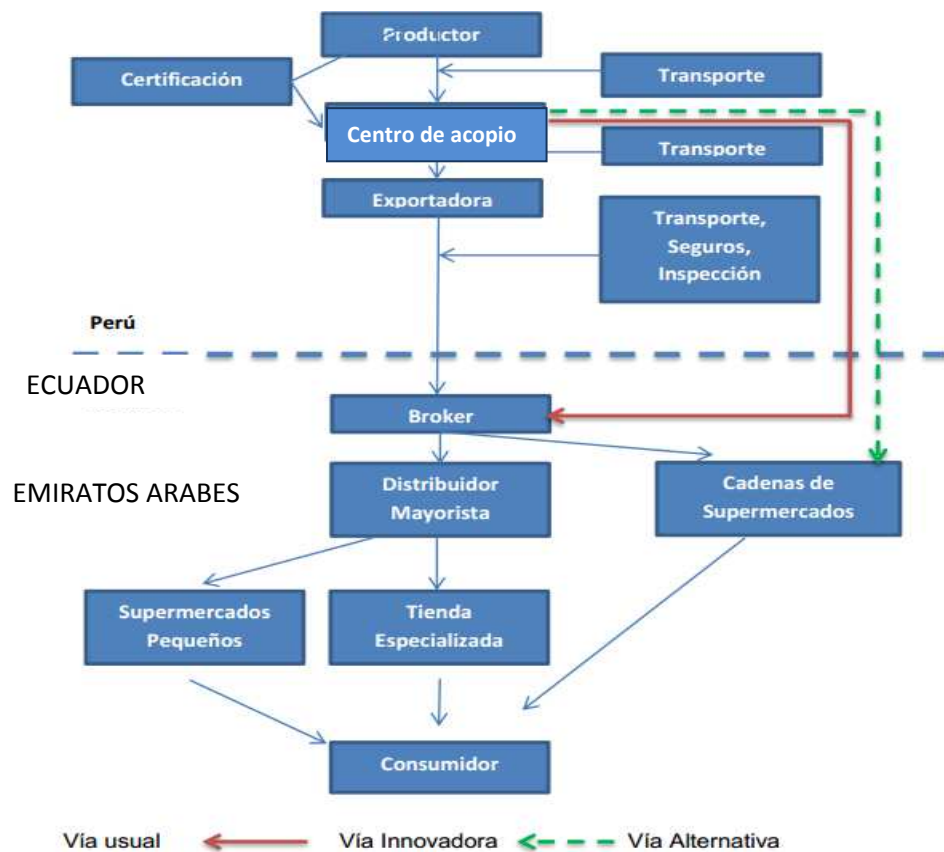 Productor
Certificación
Transporte
Centro de acopio
Transporte
Exportadora
Transporte,
Seguros,
Inspección
Perú
ECUADOR
Broker
EMIRATOS ARABES
Distribuidor
Mayorista
Cadenas de
Supermercados
Supermercados
Pequeños
Tienda
Especializada
Consumidor
Vía usual
Vía Innovadora
Vía Alternativa